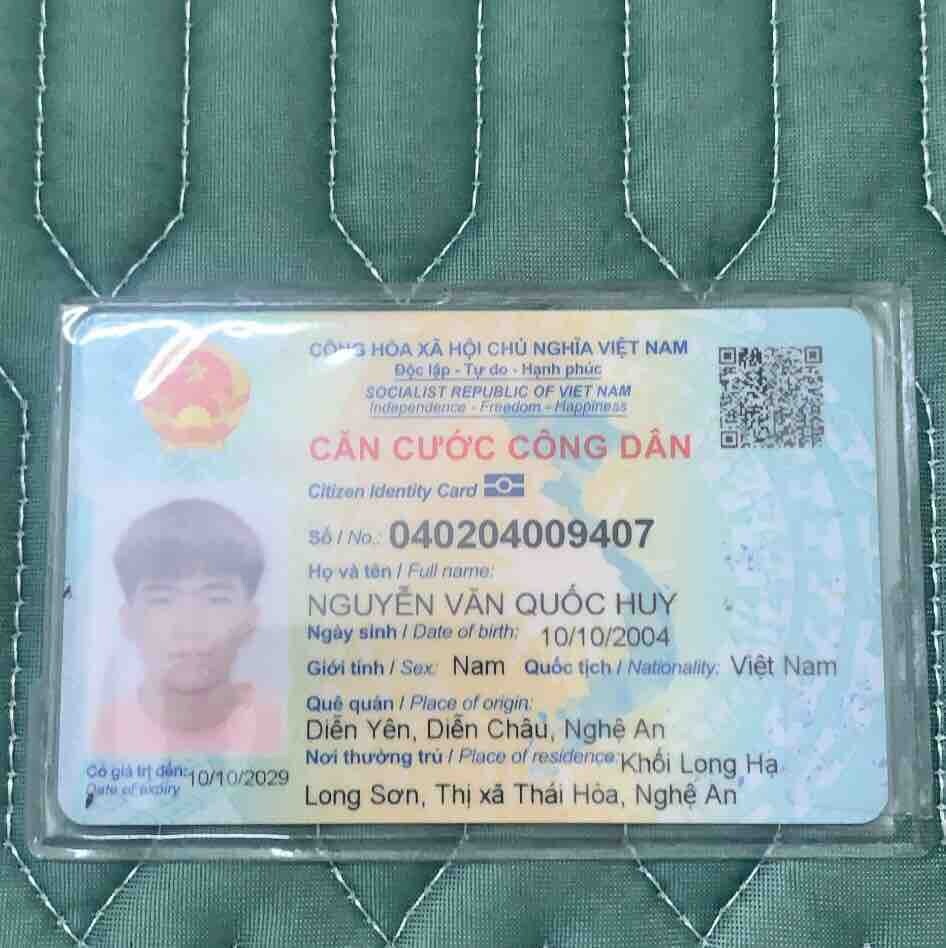 CỘNG HÒA XÃ HỘI CHỦ NGHĨA VIỆT NAM
Độc lập - Tự do - Hạnh phúc
SOCIALIST REPUBLIC OF VIET NAM
Independence - Freedom - Happiness
CĂN CƯỚC CÔNG DÂN
Citizen Identity Card
Số / No.: 040204009407
Họ và tên / Full name:
NGUYỄN VĂN QUỐC HUY
Ngày sinh / Date of birth: 10/10/2004
Giới tính / Sex: Nam Quốc tịch / Nationality: Việt Nam
Quê quán / Place of origin:
Diễn Yên, Diễn Châu, Nghệ An
Nơi thường trú / Place of residence: Khối Long Hạ
Long Sơn, Thị xã Thái Hòa, Nghệ An
Có giá trị đến: 10/10/2029
Date of expiry